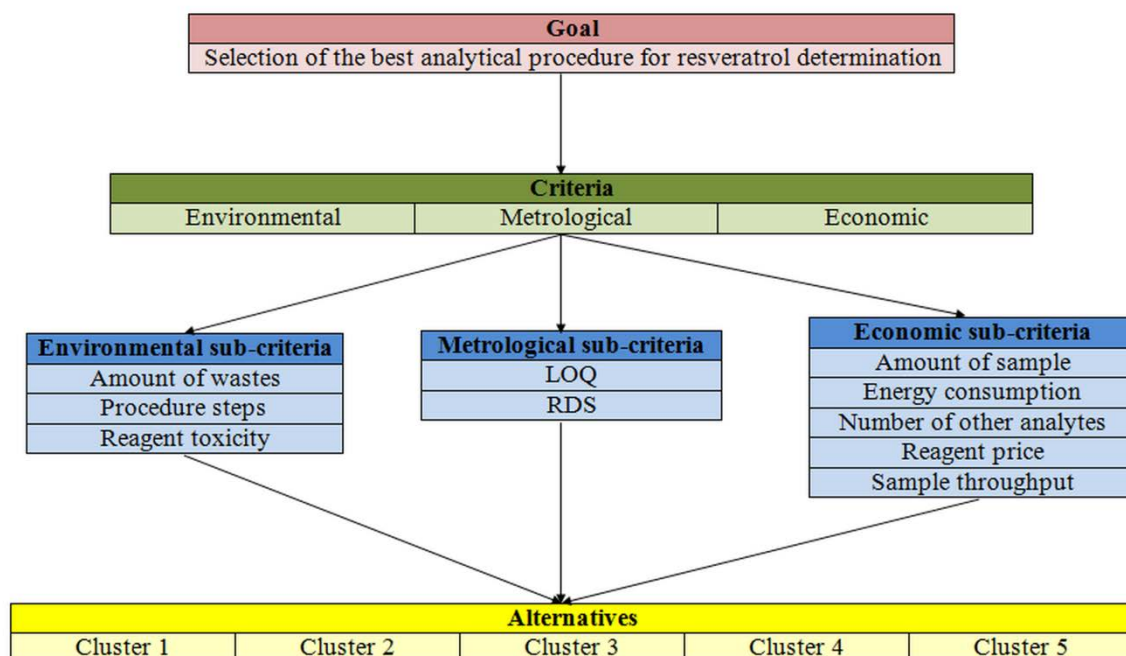 Goal
Selection of the best analytical procedure for resveratrol determination
Criteria
Environmental Metrological Economic
Environmental sub-criteria
Amount of wastes
Procedure steps
Reagent toxicity
Metrological sub-criteria
LOQ
RDS
Economic sub-criteria
Amount of sample
Energy consumption
Number of other analytes
Reagent price
Sample throughput
Alternatives
Cluster 1 Cluster 2 Cluster 3 Cluster 4 Cluster 5